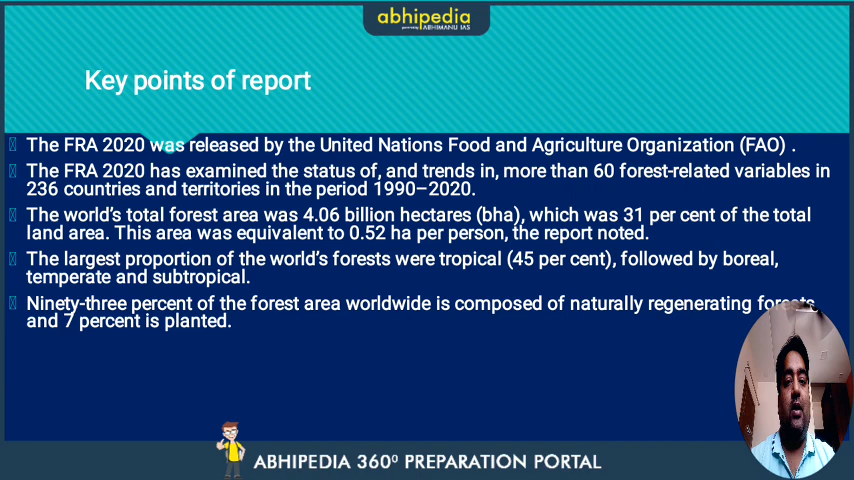 abhipedia
powered by ABHIMANU IAS
Key points of report
The FRA 2020 was released by the United Nations Food and Agriculture Organization (FAO) .
The FRA 2020 has examined the status of, and trends in, more than 60 forest-related variables in
236 countries and territories in the period 1990–2020.
The world's total forest area was 4.06 billion hectares (bha), which was 31 per cent of the total
land area. This area was equivalent to 0.52 ha per person, the report noted.
The largest proportion of the world's forests were tropical (45 per cent), followed by boreal,
temperate and subtropical.
Ninety-three percent of the forest area worldwide is composed of naturally regenerating forests
and 7 percent is planted.
ABHIPEDIA 360⁰ PREPARATION PORTAL